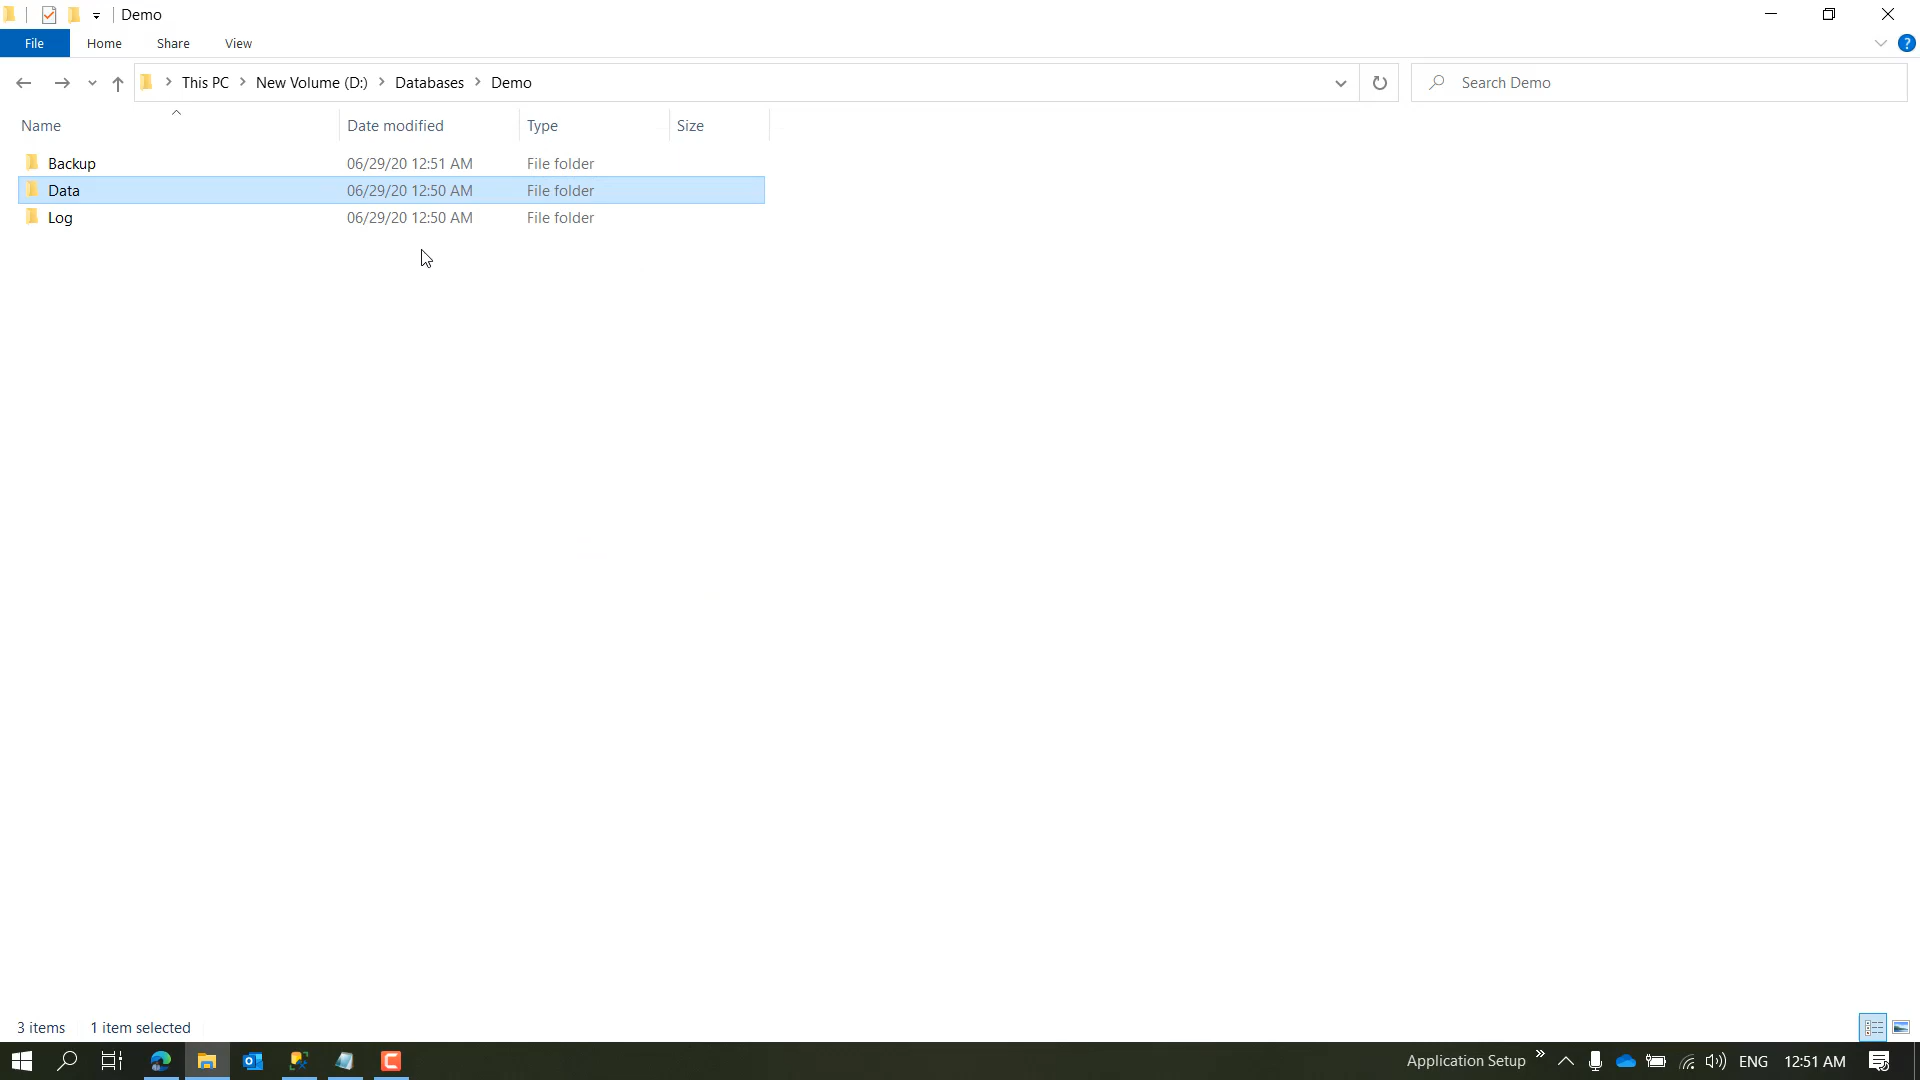 Demo
File Home Share View
This PC New Volume (D:) Databases Demo Search Demo
Name Date modified Type Size
Backup 06/29/20 12:51 AM File folder
Data 06/29/20 12:50 AM File folder
Log 06/29/20 12:50 AM File folder
3 items 1 item selected
Application Setup » ENG 12:51 AM